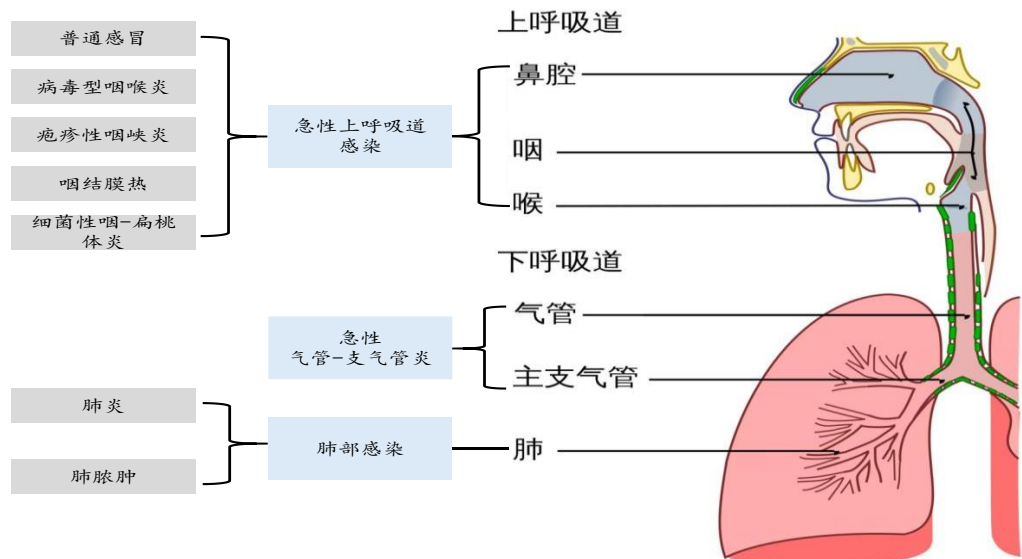 上呼吸道
普通感冒
病毒型咽喉炎
疱疹性咽峡炎
咽结膜热
细菌性咽-扁桃
体炎
急性上呼吸道
感染
鼻腔
咽
喉
下呼吸道
急性
气管-支气管炎
气管
主支气管
肺炎
肺脓肿
肺部感染
肺